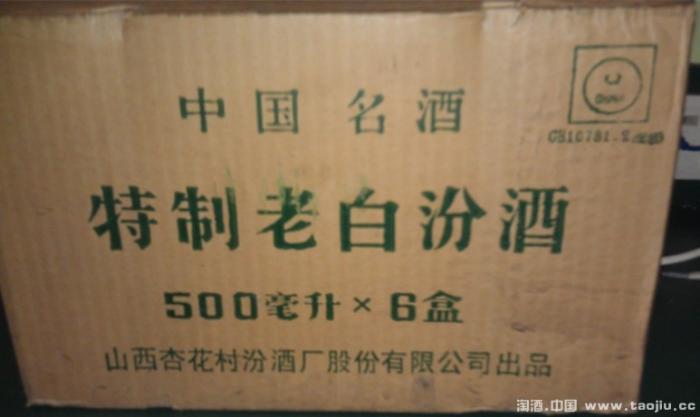 中国名酒
GB10781.2
特制老白汾酒
500毫升×6盒
山西杏花村汾酒厂股份有限公司出品
淘酒.中国 www.taojiu.cc